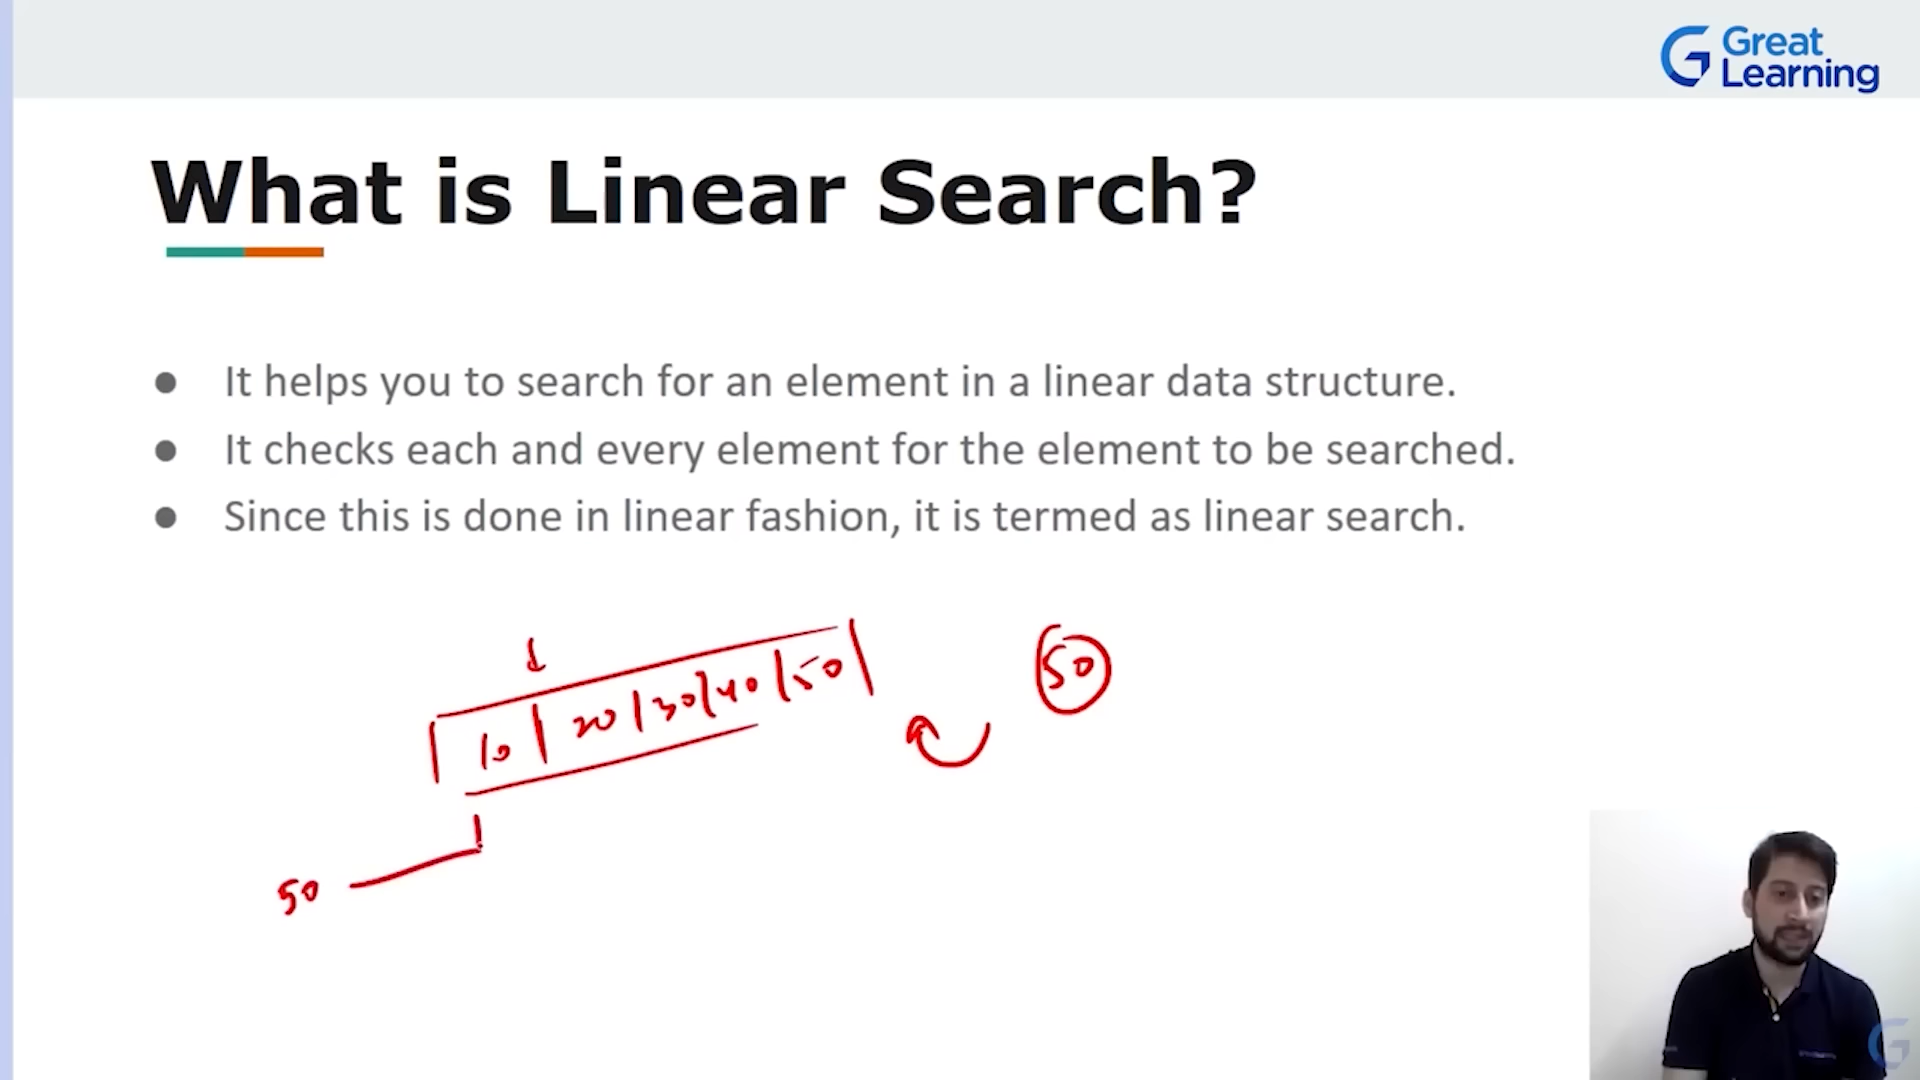 Great
Learning
What is Linear Search?
● It helps you to search for an element in a linear data structure.
● It checks each and every element for the element to be searched.
● Since this is done in linear fashion, it is termed as linear search.
10 | 20 | 30 | 40 | 50 |
50
50